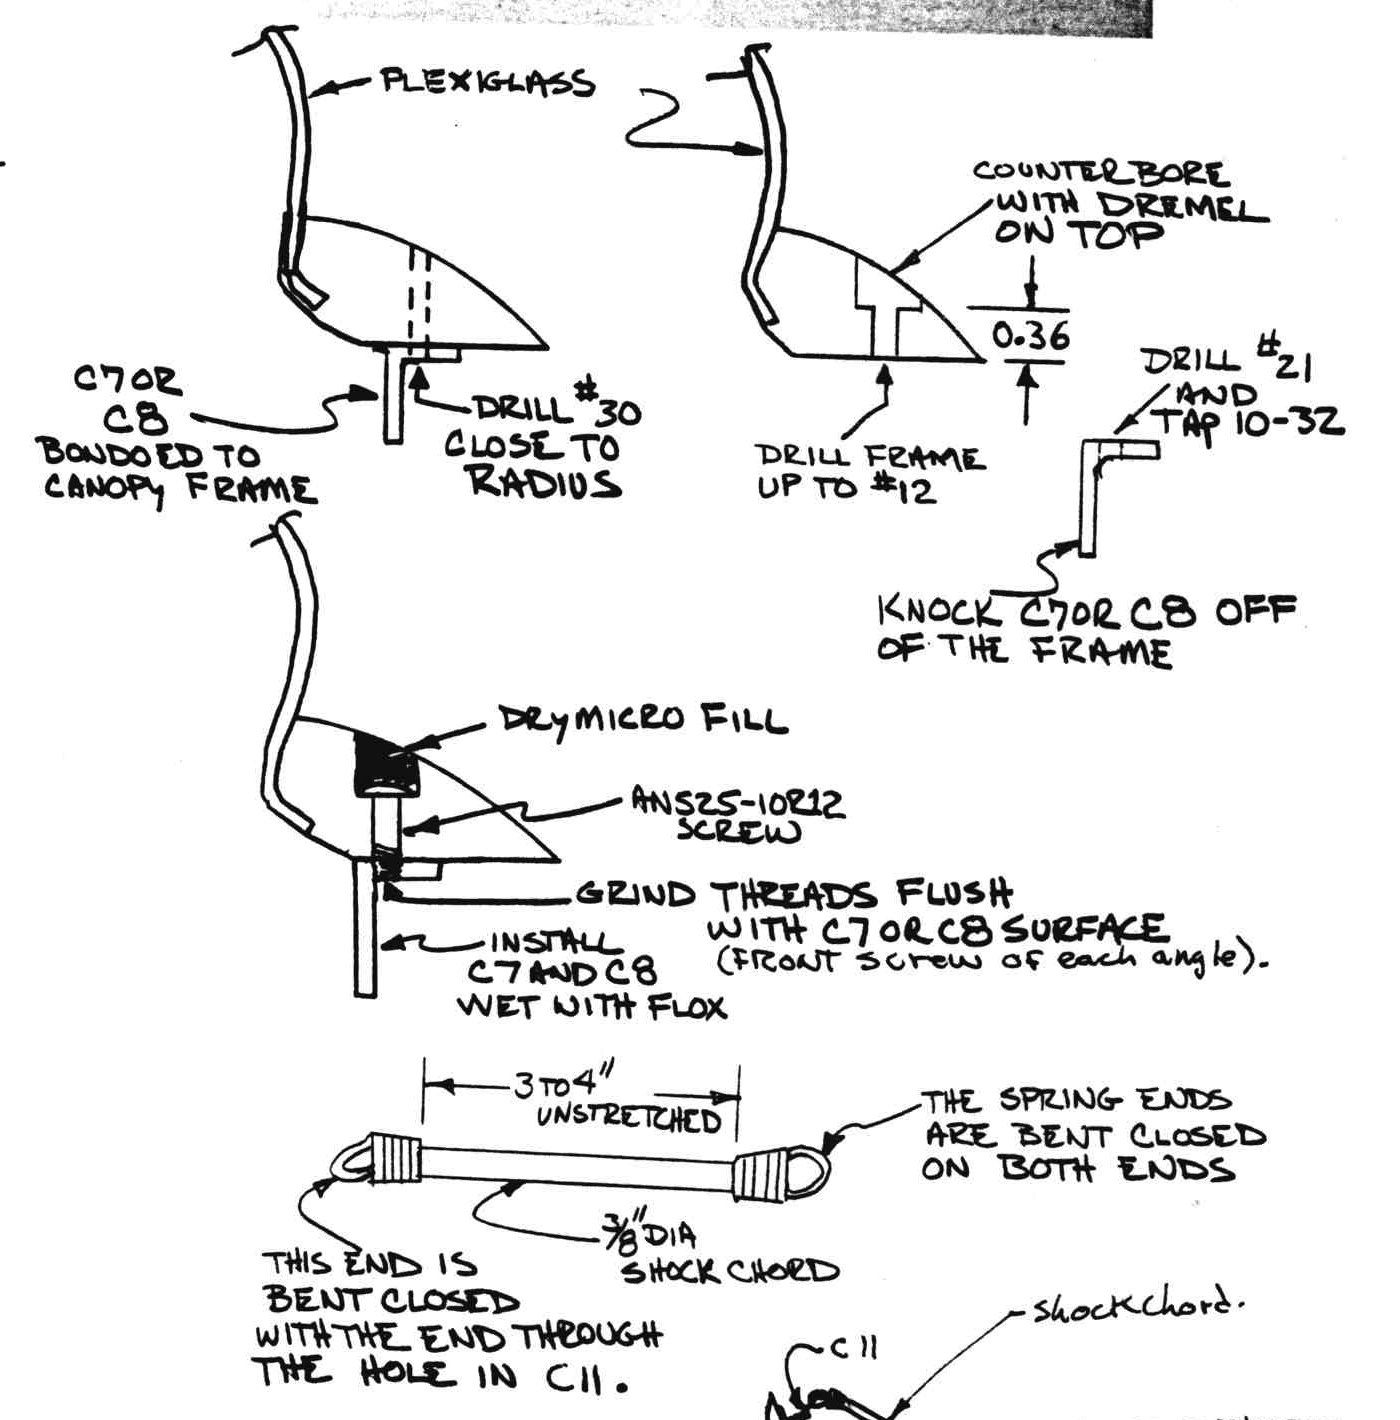 PLEXIGLASS
COUNTERBORE
WITH DREMEL
ON TOP
0.36
C7 OR
C8
BONDOED TO
CANOPY FRAME
DRILL #30
CLOSE TO
RADIUS
DRILL FRAME
UP TO #12
DRILL #21
AND
TAP 10-32
KNOCK C7 OR C8 OFF
OF THE FRAME
DRY MICRO FILL
AN525-10R12
SCREW
GRIND THREADS FLUSH
WITH C7 OR C8 SURFACE
(FRONT screw of each angle).
INSTALL
C7 AND C8
WET WITH FLOX
3 TO 4"
UNSTRETCHED
THE SPRING ENDS
ARE BENT CLOSED
ON BOTH ENDS
3/8" DIA
SHOCK CHORD
THIS END IS
BENT CLOSED
WITH THE END THROUGH
THE HOLE IN C11.
shock chord.
C11